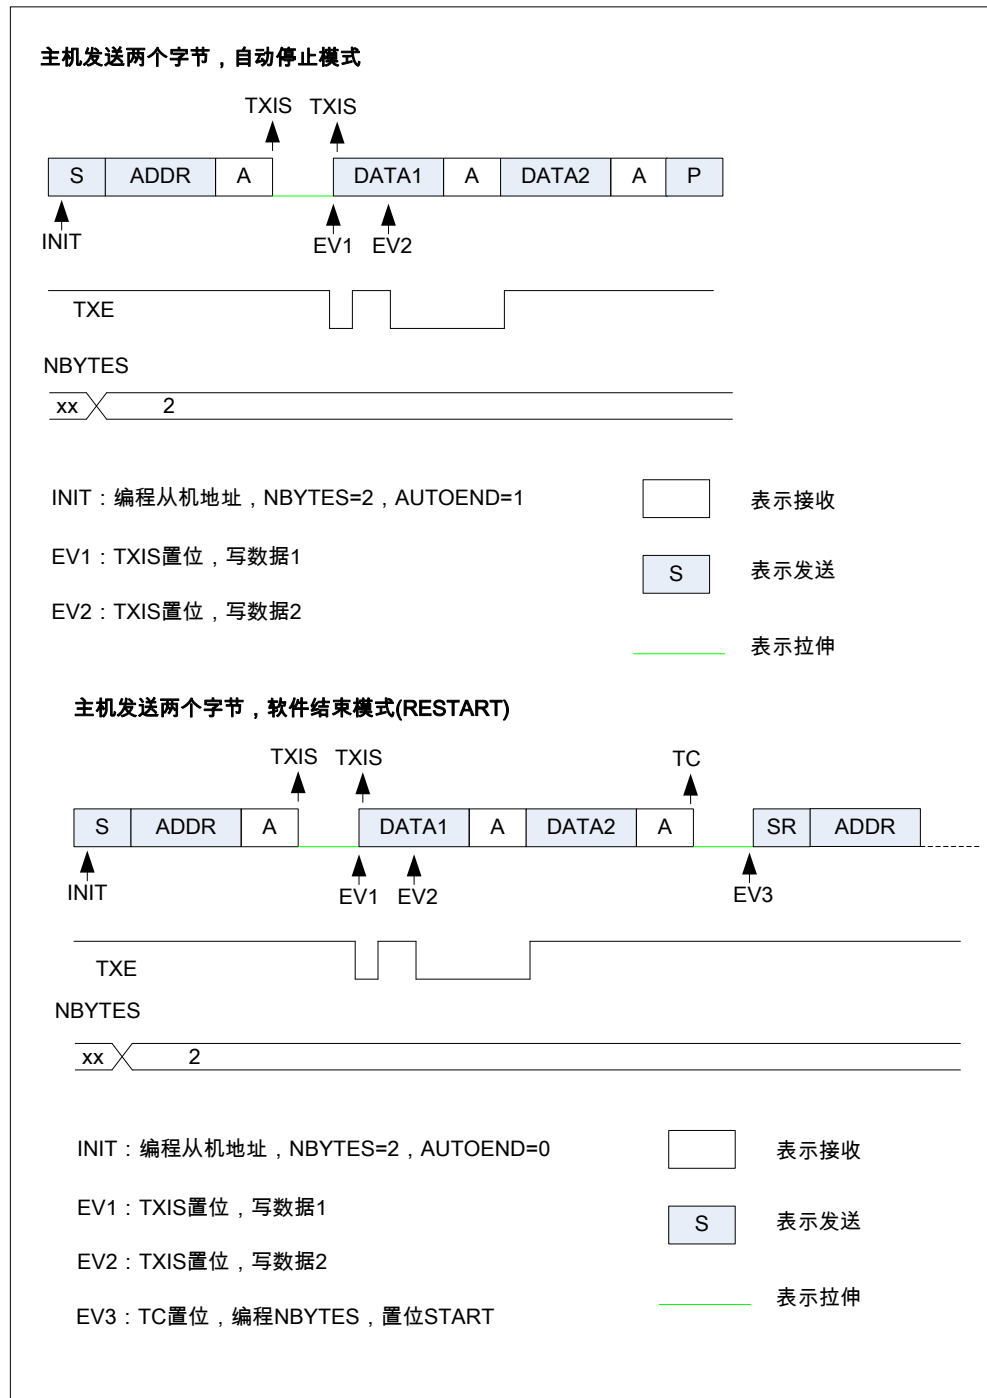 主机发送两个字节，自动停止模式
TXIS TXIS
S ADDR A DATA1 A DATA2 A P
INIT EV1 EV2
TXE
NBYTES
xx 2
INIT：编程从机地址，NBYTES=2，AUTOEND=1
表示接收
EV1：TXIS置位，写数据1
S 表示发送
EV2：TXIS置位，写数据2
表示拉伸
主机发送两个字节，软件结束模式(RESTART)
TXIS TXIS TC
S ADDR A DATA1 A DATA2 A SR ADDR
INIT EV1 EV2 EV3
TXE
NBYTES
xx 2
INIT：编程从机地址，NBYTES=2，AUTOEND=0
表示接收
EV1：TXIS置位，写数据1
S 表示发送
EV2：TXIS置位，写数据2
表示拉伸
EV3：TC置位，编程NBYTES，置位START